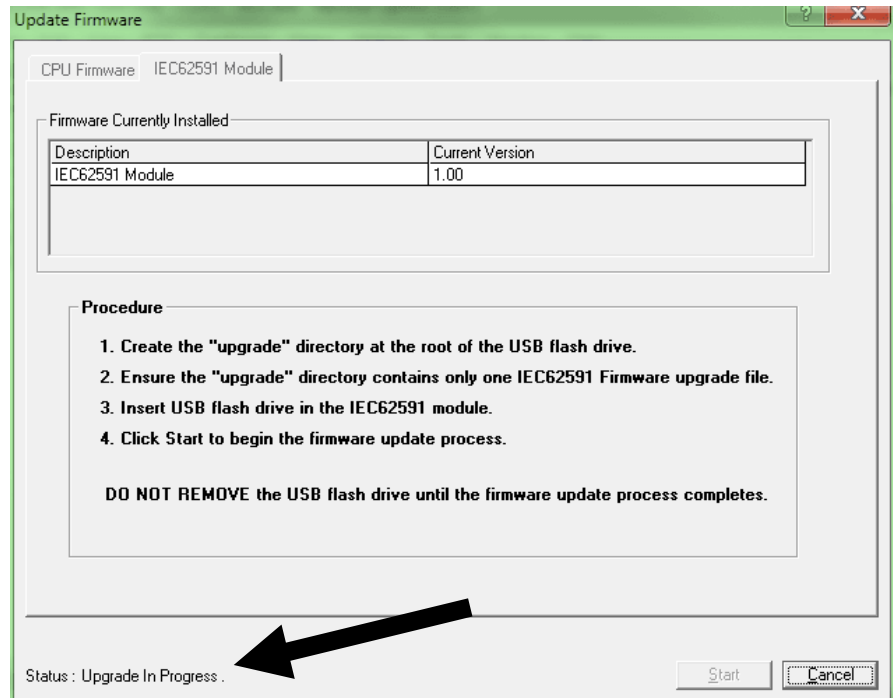 Update Firmware
? x
CPU Firmware IEC62591 Module
Firmware Currently Installed
Description Current Version
IEC62591 Module 1.00
Procedure
1. Create the "upgrade" directory at the root of the USB flash drive.
2. Ensure the "upgrade" directory contains only one IEC62591 Firmware upgrade file.
3. Insert USB flash drive in the IEC62591 module.
4. Click Start to begin the firmware update process.
DO NOT REMOVE the USB flash drive until the firmware update process completes.
Status : Upgrade In Progress .
Start Cancel